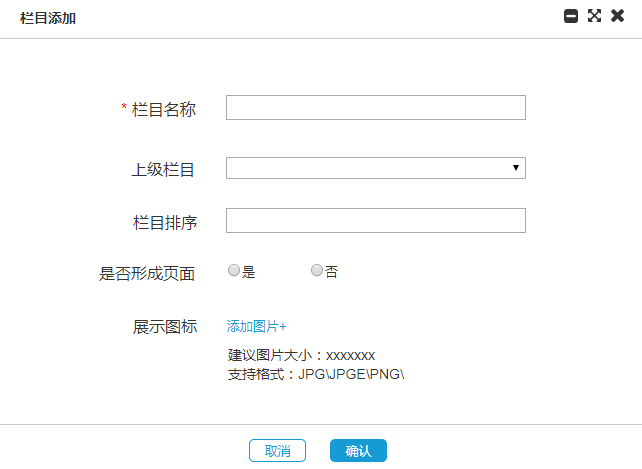 栏目添加
* 栏目名称
上级栏目
栏目排序
是否形成页面 是 否
展示图标 添加图片+
建议图片大小：xxxxxxx
支持格式：JPG\JPGE\PNG\
取消 确认